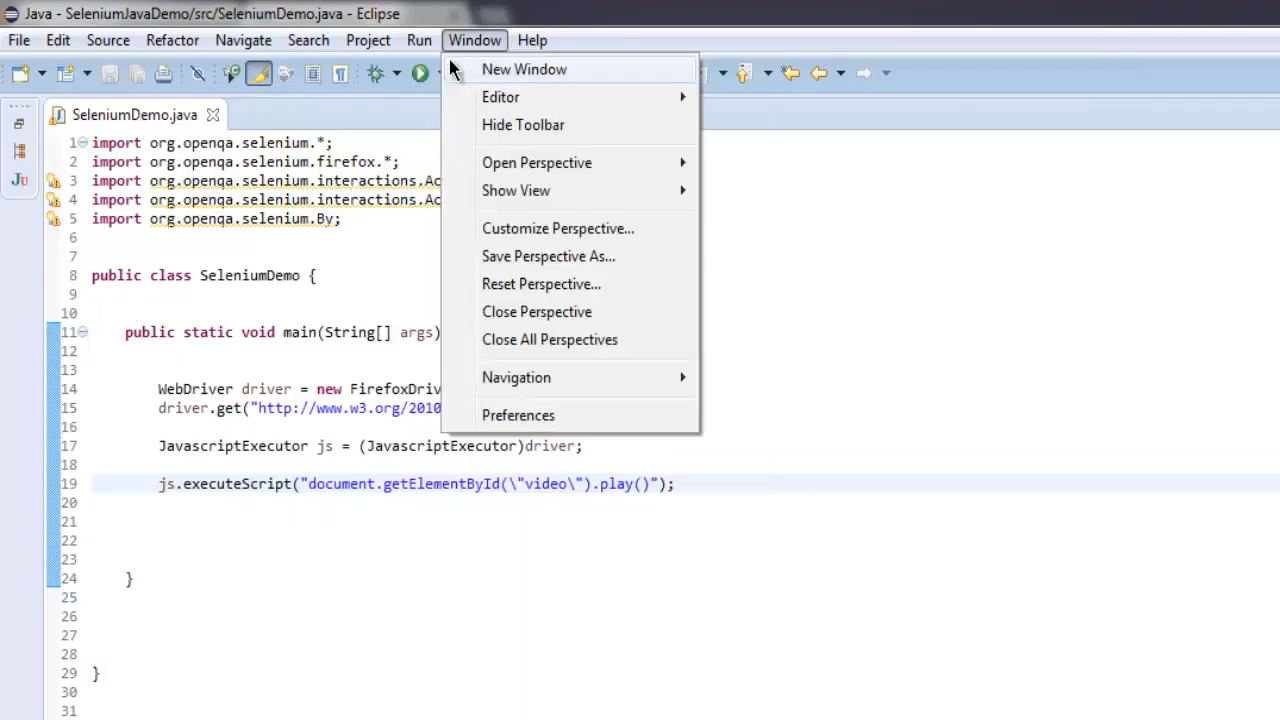 Java - SeleniumJavaDemo/src/SeleniumDemo.java - Eclipse
File Edit Source Refactor Navigate Search Project Run Window Help
New Window
Editor
Hide Toolbar
Open Perspective
Show View
Customize Perspective...
Save Perspective As...
Reset Perspective...
Close Perspective
Close All Perspectives
Navigation
Preferences
SeleniumDemo.java
Ju
1 import org.openqa.selenium.*;
2 import org.openqa.selenium.firefox.*;
3 import org.openqa.selenium.interactions.Ac
4 import org.openqa.selenium.interactions.Ac
5 import org.openqa.selenium.By;
6
7
8 public class SeleniumDemo {
9
10
11 public static void main(String[] args)
12
13
14 WebDriver driver = new FirefoxDriv
15 driver.get("http://www.w3.org/2010
16
17 JavascriptExecutor js = (JavascriptExecutor)driver;
18
19 js.executeScript("document.getElementById(\"video\").play()");
20
21
22
23
24 }
25
26
27
28
29 }
30
31